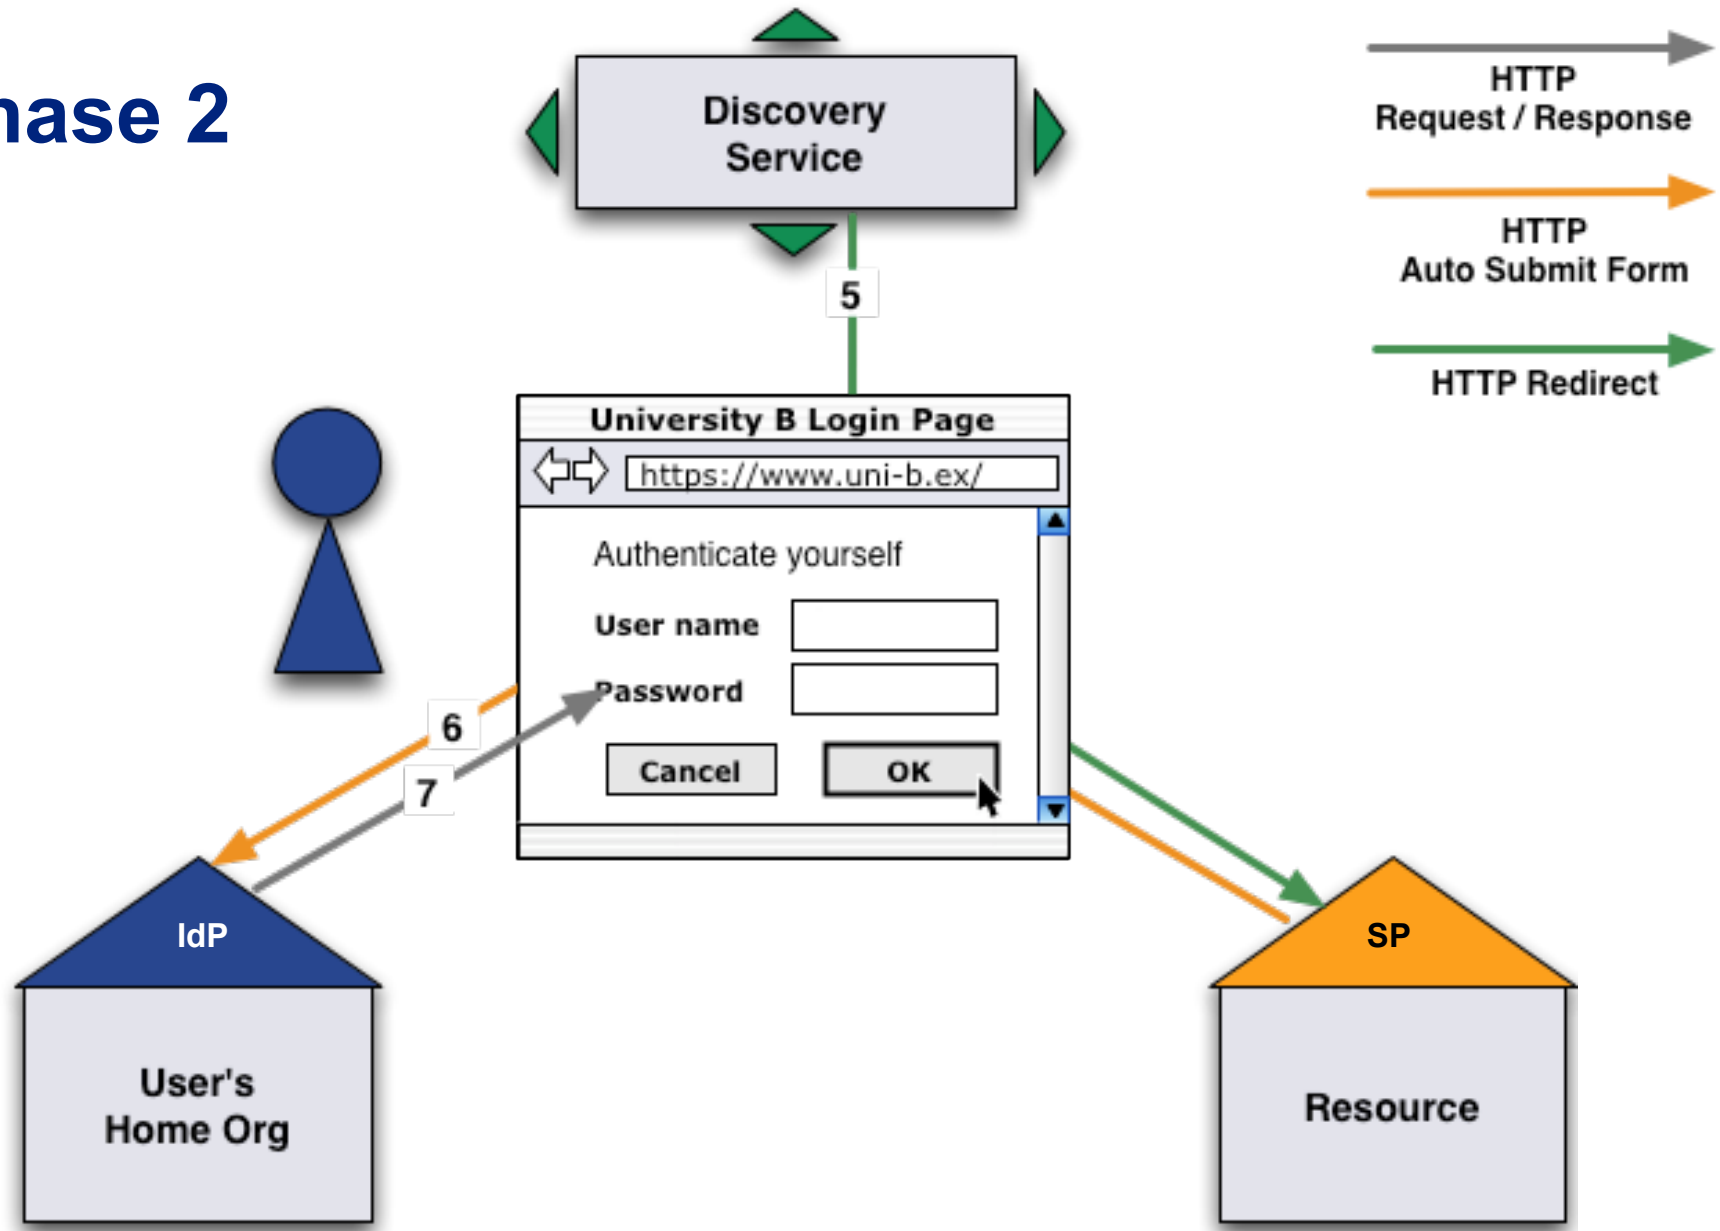 hase 2
Discovery
Service
HTTP
Request / Response
HTTP
Auto Submit Form
HTTP Redirect
5
University B Login Page
https://www.uni-b.ex/
Authenticate yourself
User name
Password
Cancel
OK
6
7
IdP
User's
Home Org
SP
Resource